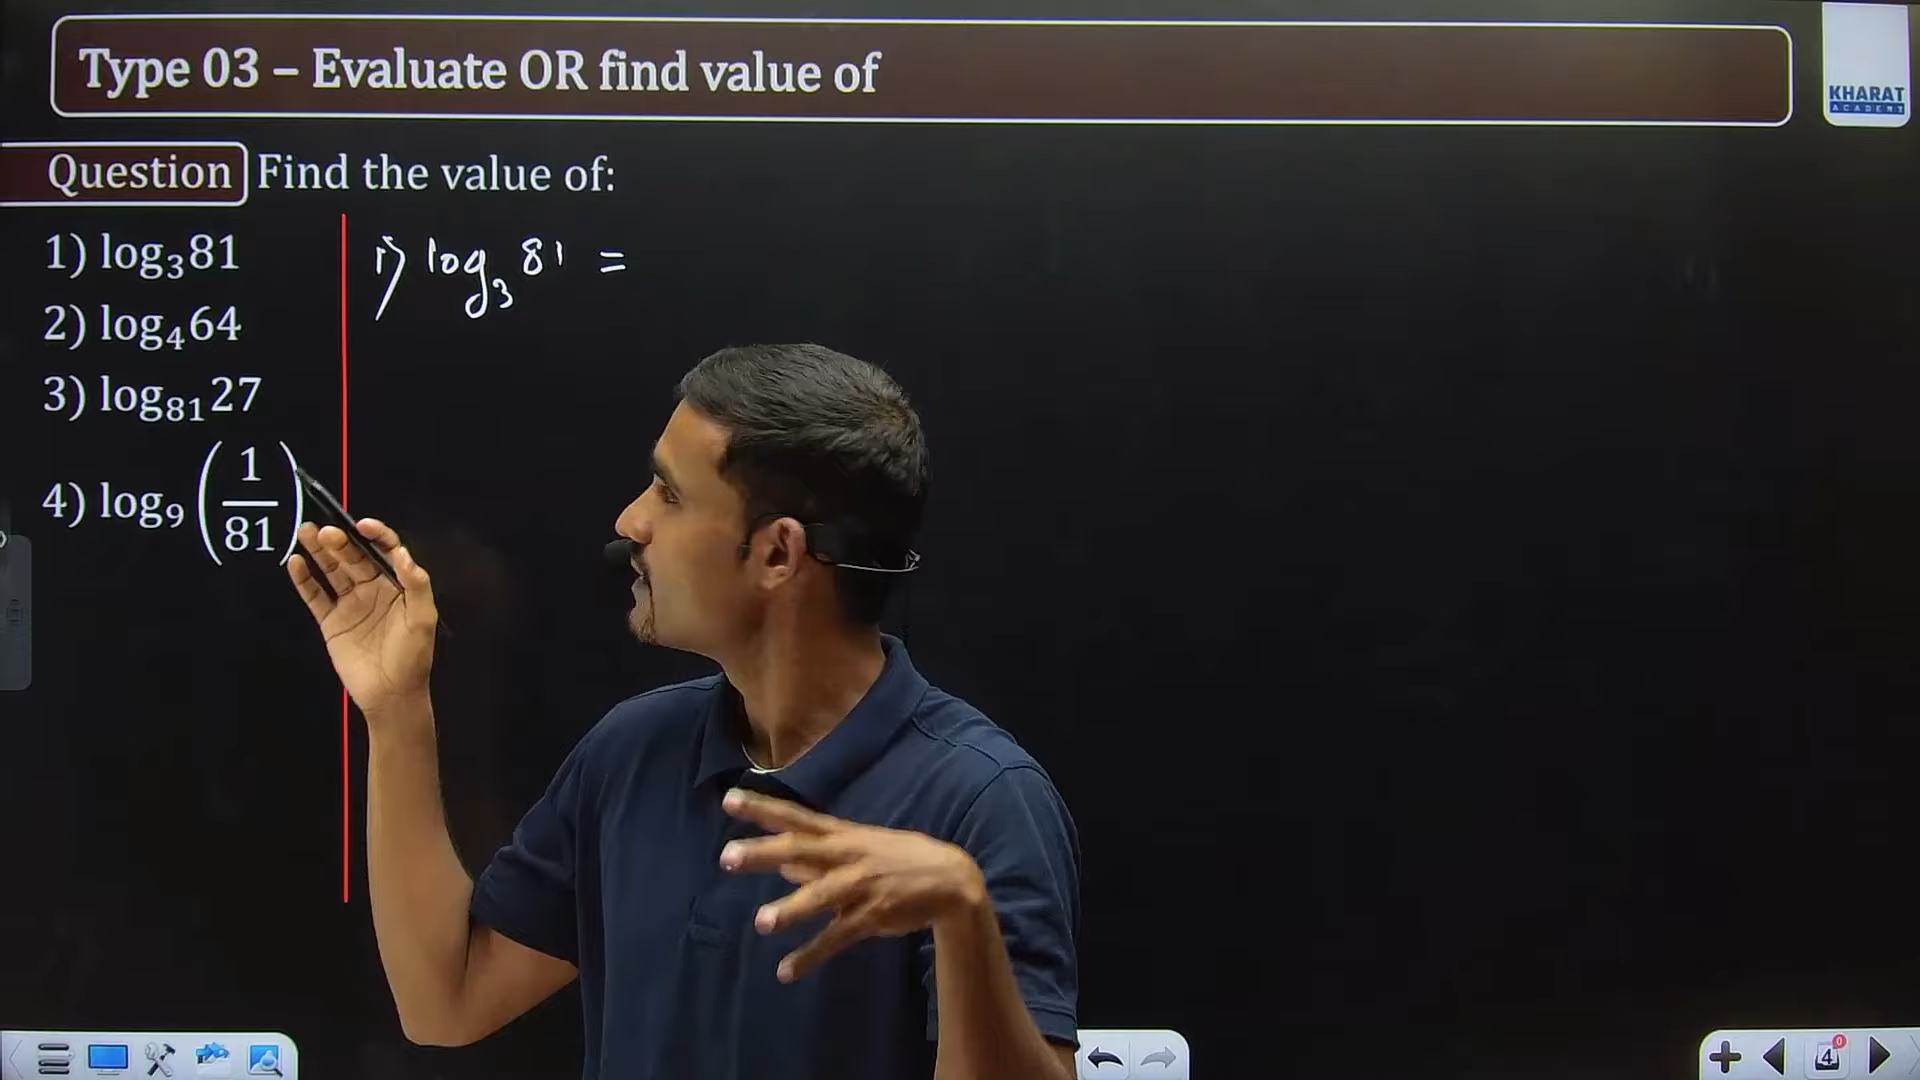 Type 03 – Evaluate OR find value of
KHARAT
ACADEMY
Question Find the value of:
1) log₃81
1) log₃ 81 =
2) log₄64
3) log₈₁27
4) log₉(1/81)
4
0